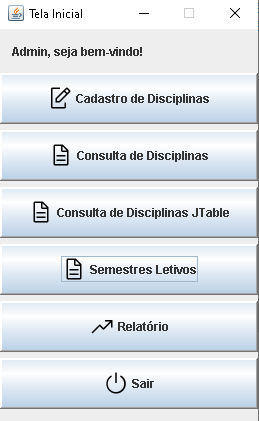 Tela Inicial
Admin, seja bem-vindo!
Cadastro de Disciplinas
Consulta de Disciplinas
Consulta de Disciplinas JTable
Semestres Letivos
Relatório
Sair